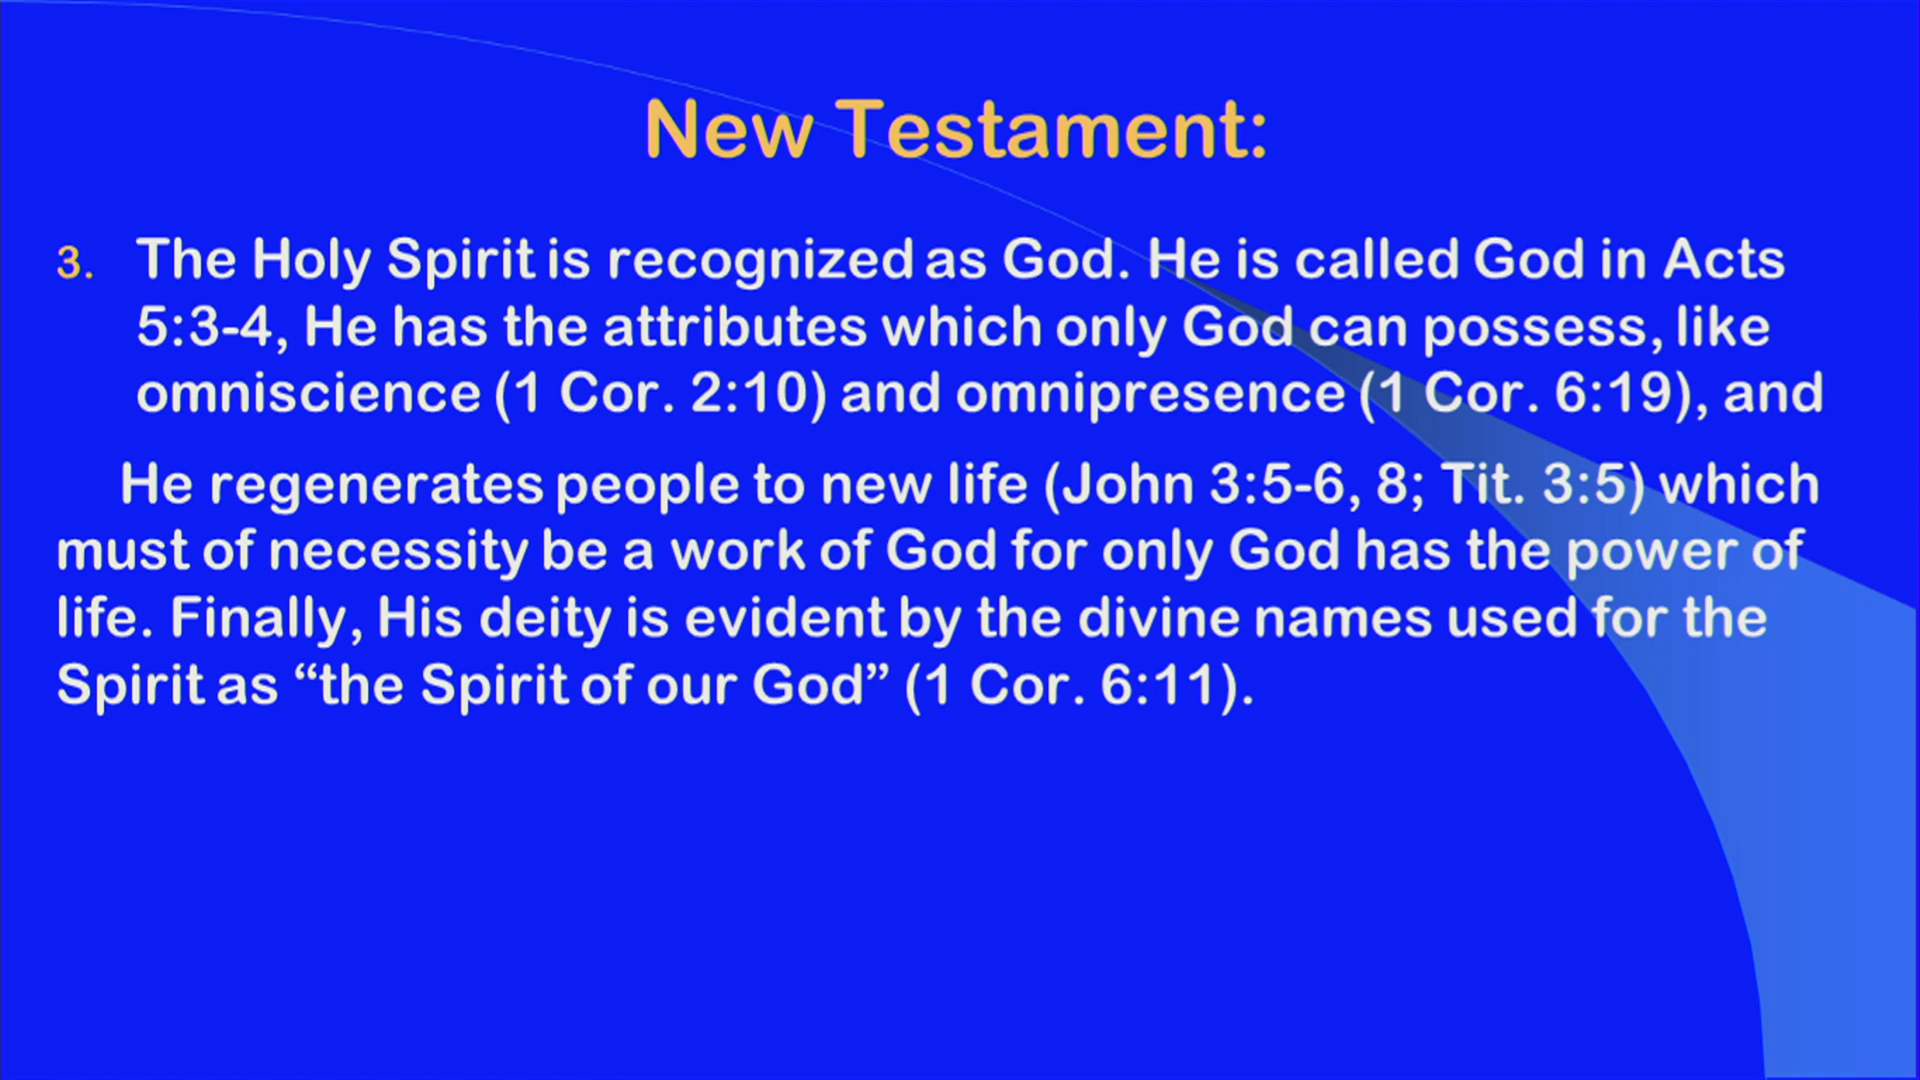 New Testament:
3. The Holy Spirit is recognized as God. He is called God in Acts
5:3-4, He has the attributes which only God can possess, like
omniscience (1 Cor. 2:10) and omnipresence (1 Cor. 6:19), and
He regenerates people to new life (John 3:5-6, 8; Tit. 3:5) which
must of necessity be a work of God for only God has the power of
life. Finally, His deity is evident by the divine names used for the
Spirit as “the Spirit of our God” (1 Cor. 6:11).